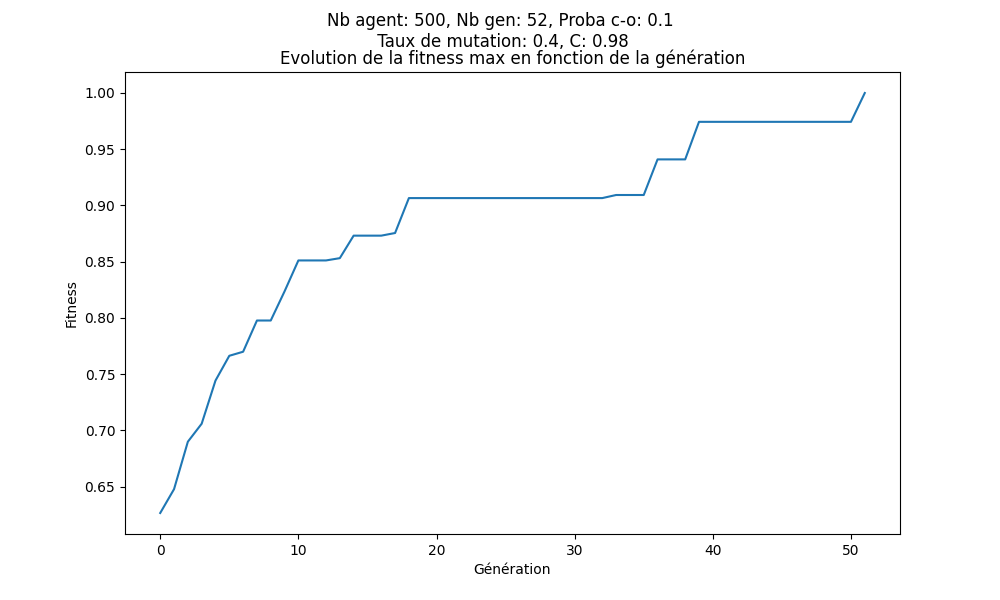 Nb agent: 500, Nb gen: 52, Proba c-o: 0.1
Taux de mutation: 0.4, C: 0.98
Evolution de la fitness max en fonction de la génération
1.00
0.95
0.90
0.85
0.80
0.75
0.70
0.65
Fitness
0 10 20 30 40 50
Génération